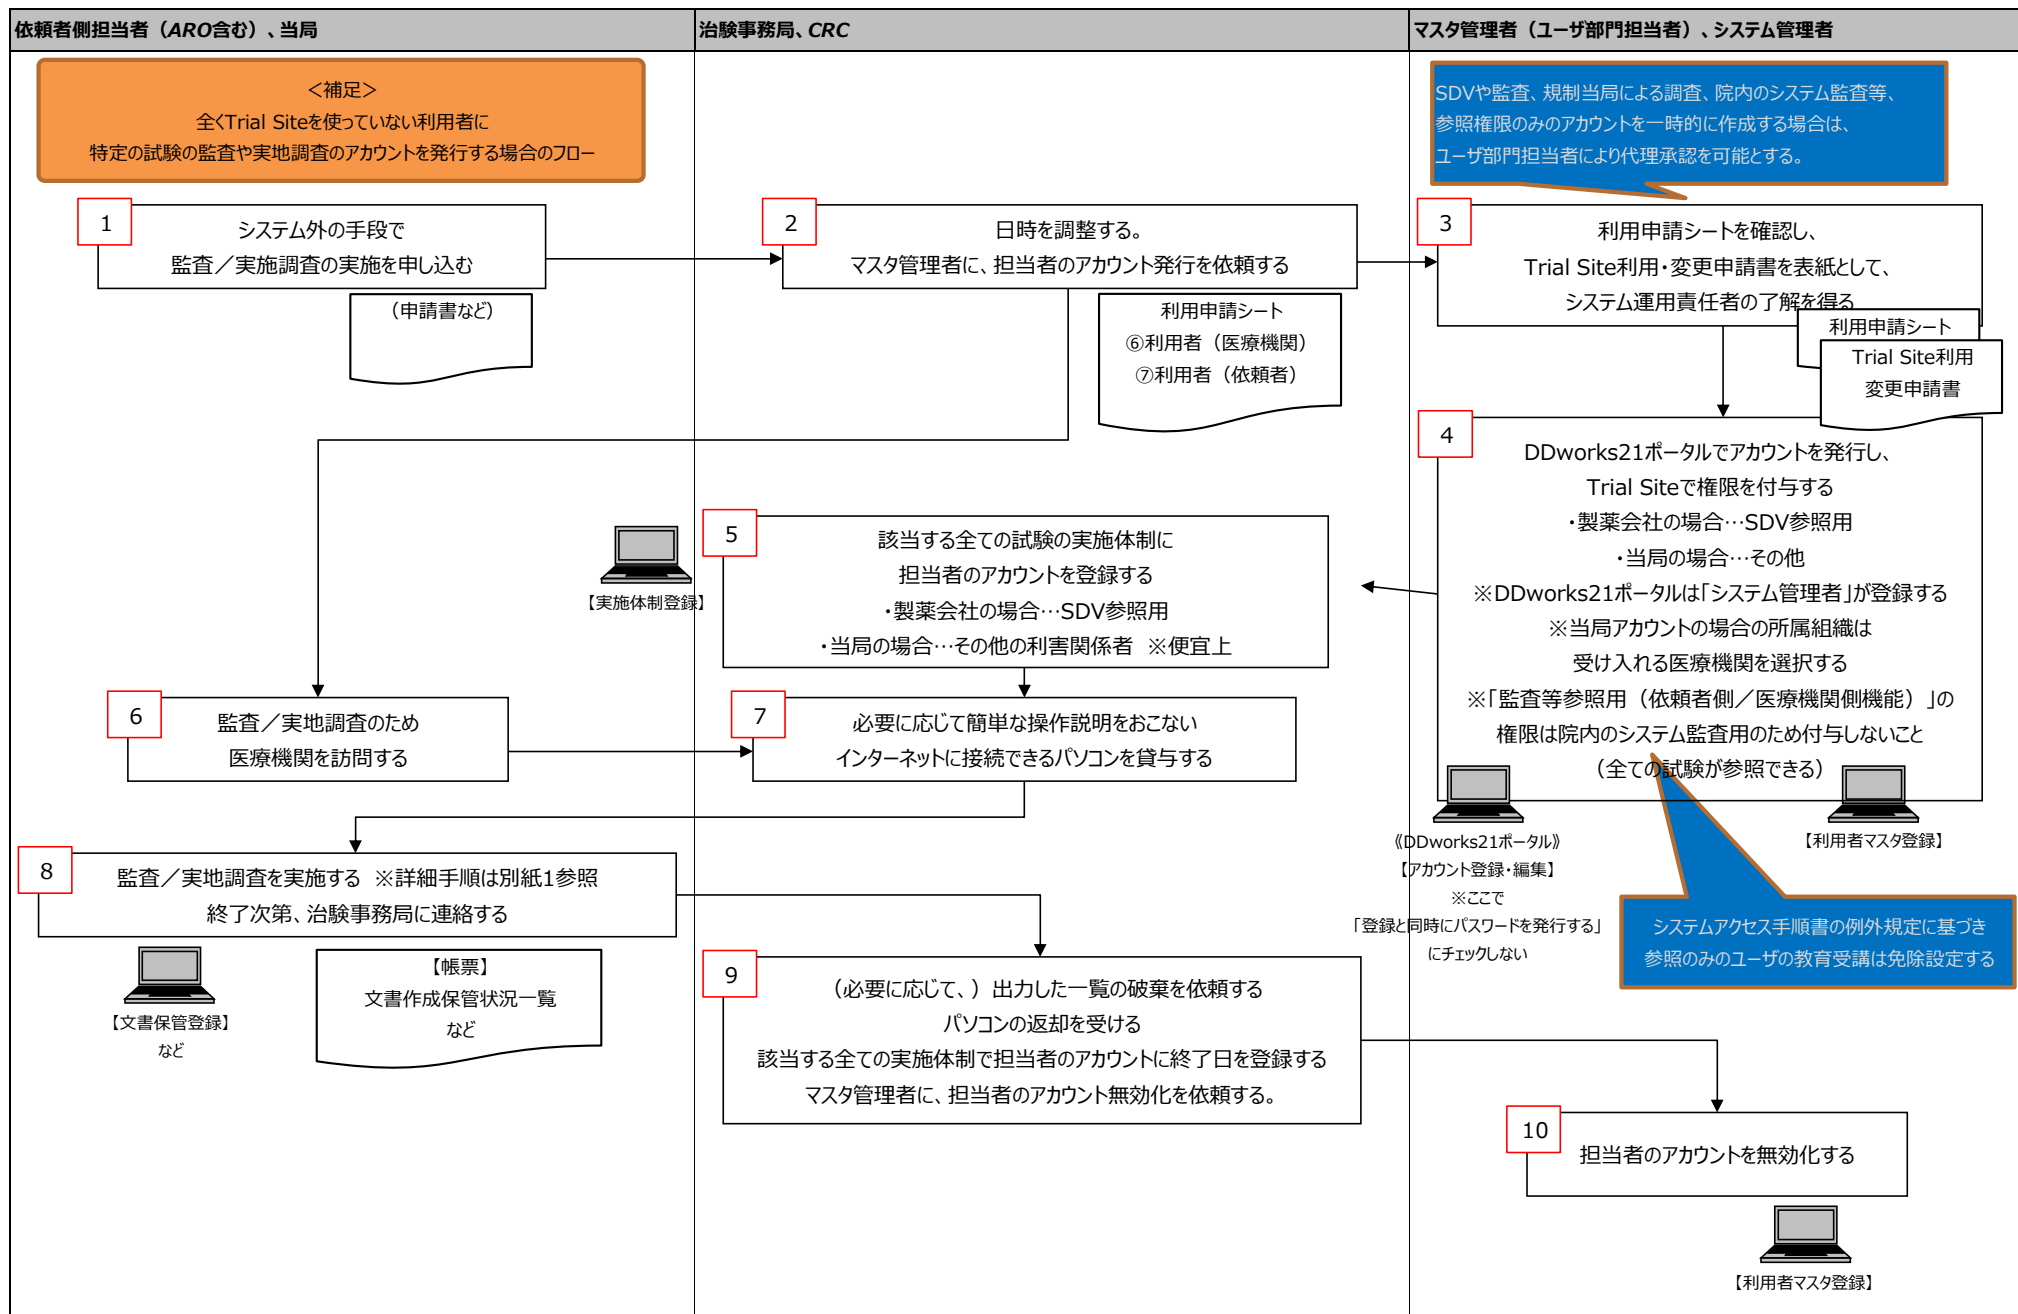 依頼者側担当者（ARO含む）、当局
治験事務局、CRC
マスタ管理者（ユーザ部門担当者）、システム管理者
＜補足＞
全くTrial Siteを使っていない利用者に
特定の試験の監査や実地調査のアカウントを発行する場合のフロー
SDVや監査、規制当局による調査、院内のシステム監査等、
参照権限のみのアカウントを一時的に作成する場合は、
ユーザ部門担当者により代理承認を可能とする。
1
システム外の手段で
監査／実施調査の実施を申し込む
（申請書など）
2
日時を調整する。
マスタ管理者に、担当者のアカウント発行を依頼する
利用申請シート
⑥利用者（医療機関）
⑦利用者（依頼者）
3
利用申請シートを確認し、
Trial Site利用・変更申請書を表紙として、
システム運用責任者の了解を得る
利用申請シート
Trial Site利用
変更申請書
4
DDworks21ポータルでアカウントを発行し、
Trial Siteで権限を付与する
・製薬会社の場合…SDV参照用
・当局の場合…その他
※DDworks21ポータルは「システム管理者」が登録する
※当局アカウントの場合の所属組織は
受け入れる医療機関を選択する
※「監査等参照用（依頼者側／医療機関側機能）」の
権限は院内のシステム監査用のため付与しないこと
（全ての試験が参照できる）
《DDworks21ポータル》
【アカウント登録・編集】
※ここで
「登録と同時にパスワードを発行する」
にチェックしない
【利用者マスタ登録】
システムアクセス手順書の例外規定に基づき
参照のみのユーザの教育受講は免除設定する
5
該当する全ての試験の実施体制に
担当者のアカウントを登録する
・製薬会社の場合…SDV参照用
・当局の場合…その他の利害関係者　※便宜上
【実施体制登録】
6
監査／実地調査のため
医療機関を訪問する
7
必要に応じて簡単な操作説明をおこない
インターネットに接続できるパソコンを貸与する
8
監査／実地調査を実施する　※詳細手順は別紙1参照
終了次第、治験事務局に連絡する
【文書保管登録】
など
【帳票】
文書作成保管状況一覧
など
9
（必要に応じて、）出力した一覧の破棄を依頼する
パソコンの返却を受ける
該当する全ての実施体制で担当者のアカウントに終了日を登録する
マスタ管理者に、担当者のアカウント無効化を依頼する。
10
担当者のアカウントを無効化する
【利用者マスタ登録】